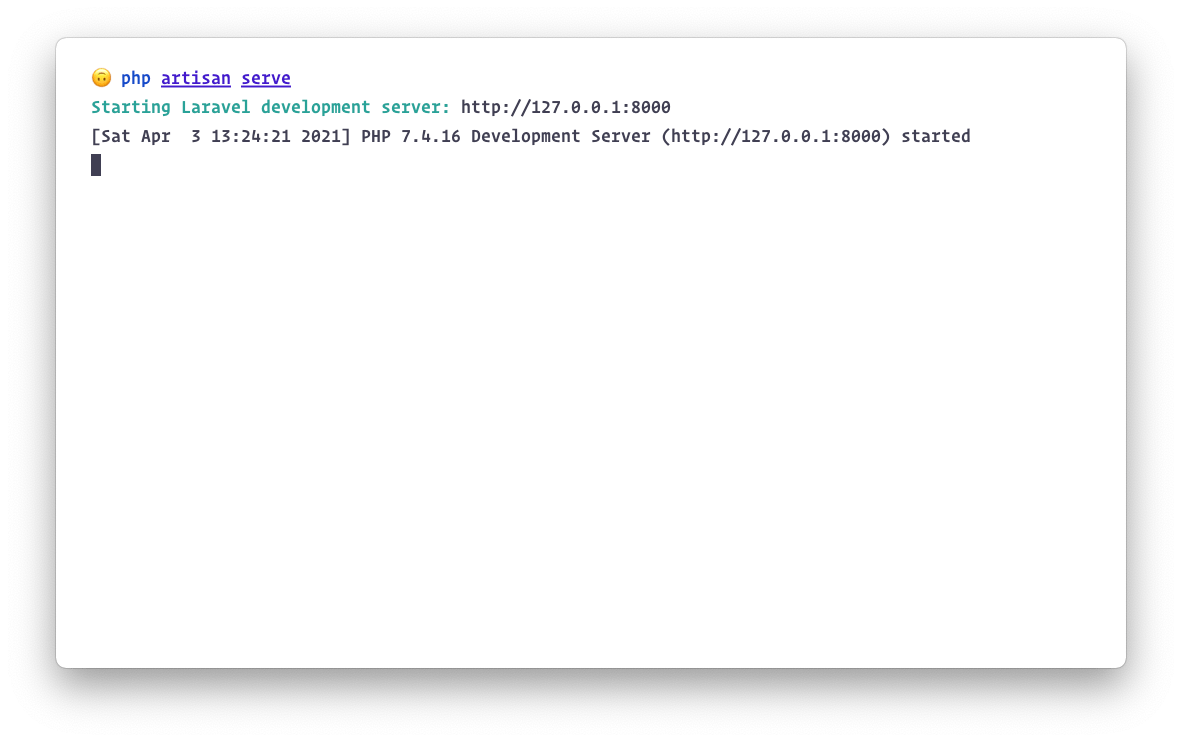 🙃 php artisan serve
Starting Laravel development server: http://127.0.0.1:8000
[Sat Apr  3 13:24:21 2021] PHP 7.4.16 Development Server (http://127.0.0.1:8000) started